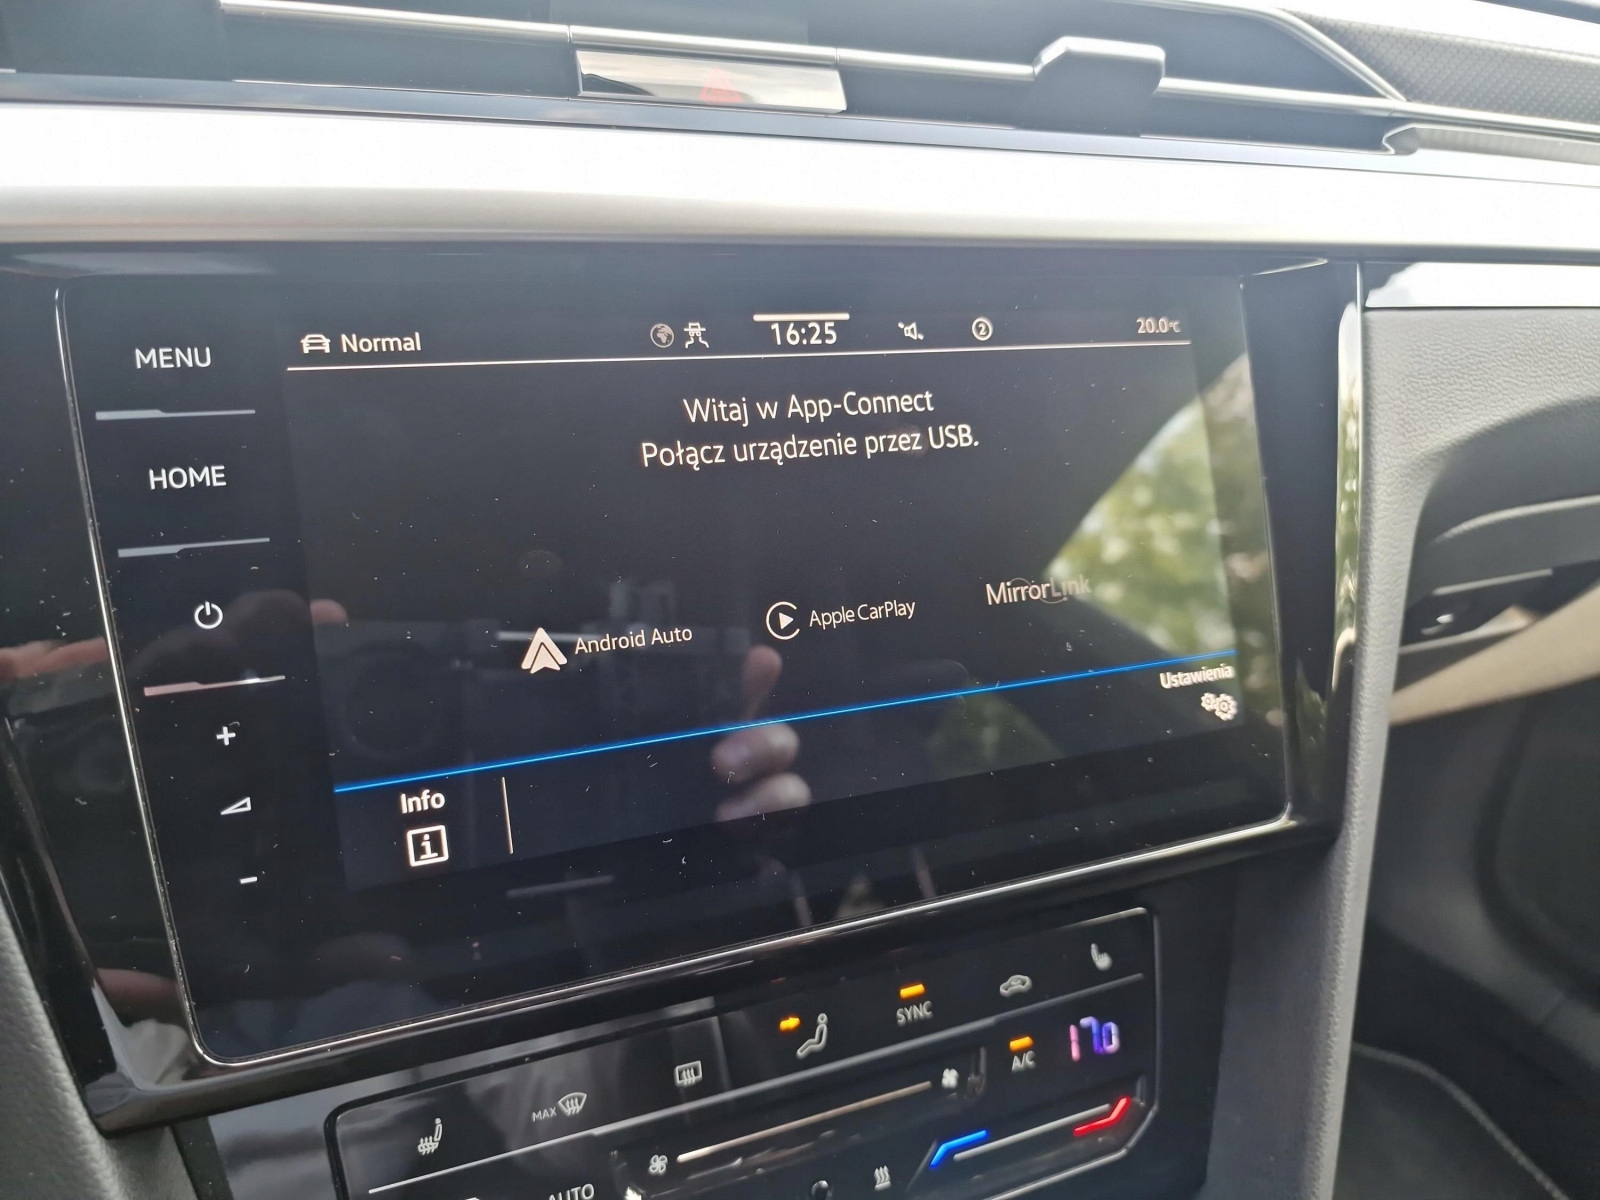 MENU
HOME
Normal
16:25
2
20.0°C
Witaj w App-Connect
Połącz urządzenie przez USB.
Android Auto
Apple CarPlay
MirrorLink
Ustawienia
Info
i
+
-
SYNC
A/C
17.0
MAX
AUTO